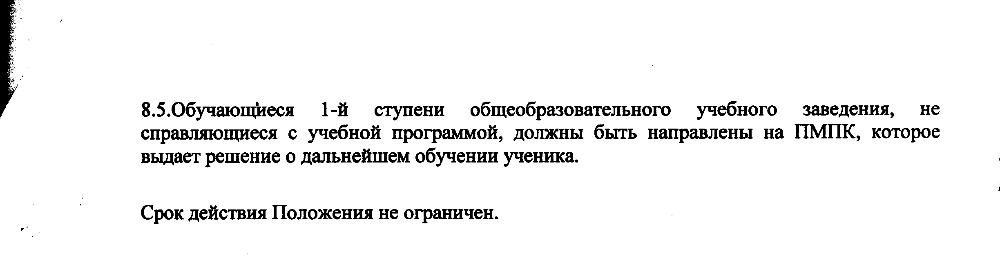 8.5.Обучающиеся 1-й ступени общеобразовательного учебного заведения, не
справляющиеся с учебной программой, должны быть направлены на ПМПК, которое
выдает решение о дальнейшем обучении ученика.
Срок действия Положения не ограничен.